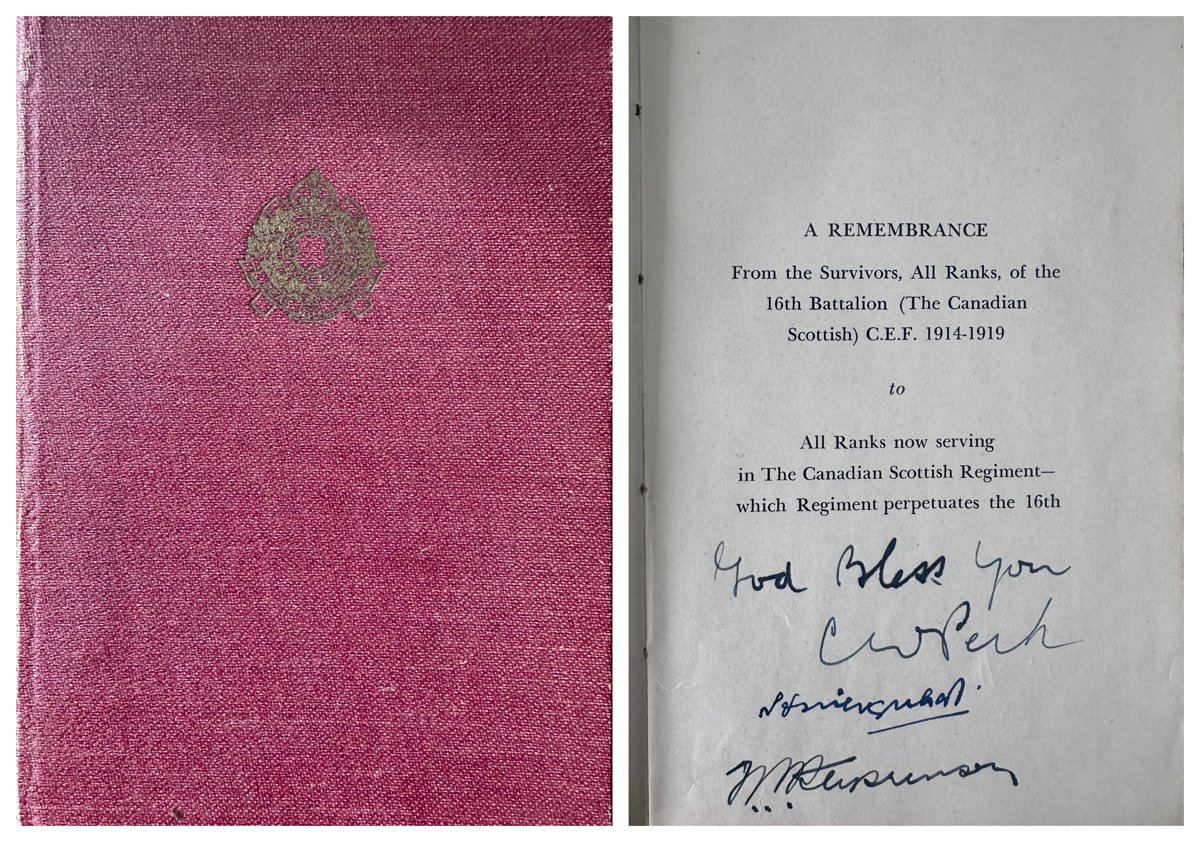 A REMEMBRANCE
From the Survivors, All Ranks, of the
16th Battalion (The Canadian
Scottish) C.E.F. 1914-1919
to
All Ranks now serving
in The Canadian Scottish Regiment—
which Regiment perpetuates the 16th
God Bless You
C W Peck